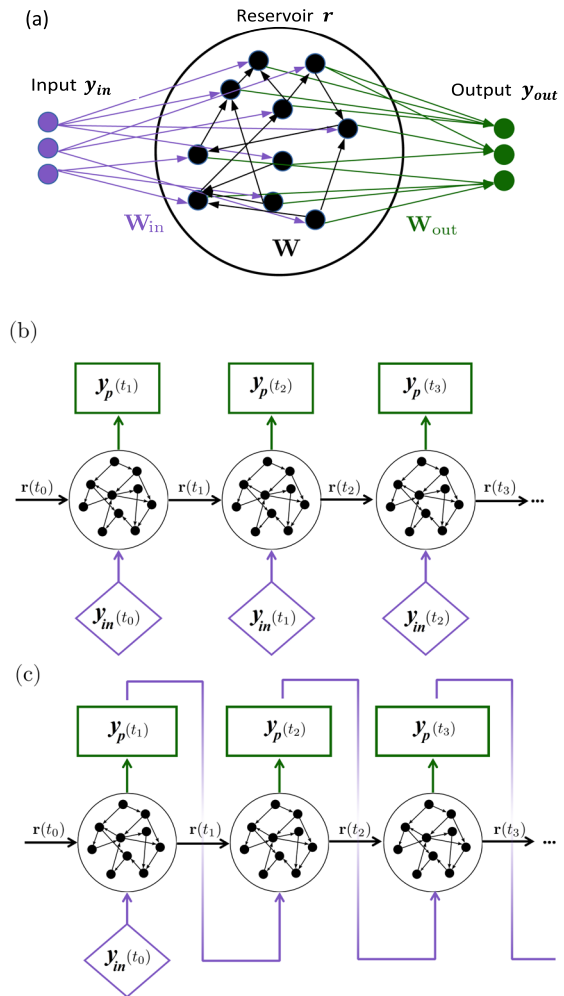 (a)
Reservoir r
Input y_in
Output y_out
W_in
W
W_out
(b)
y_p(t_1)
y_p(t_2)
y_p(t_3)
r(t_0)
r(t_1)
r(t_2)
r(t_3)
...
y_in(t_0)
y_in(t_1)
y_in(t_2)
(c)
y_p(t_1)
y_p(t_2)
y_p(t_3)
r(t_0)
r(t_1)
r(t_2)
r(t_3)
...
y_in(t_0)